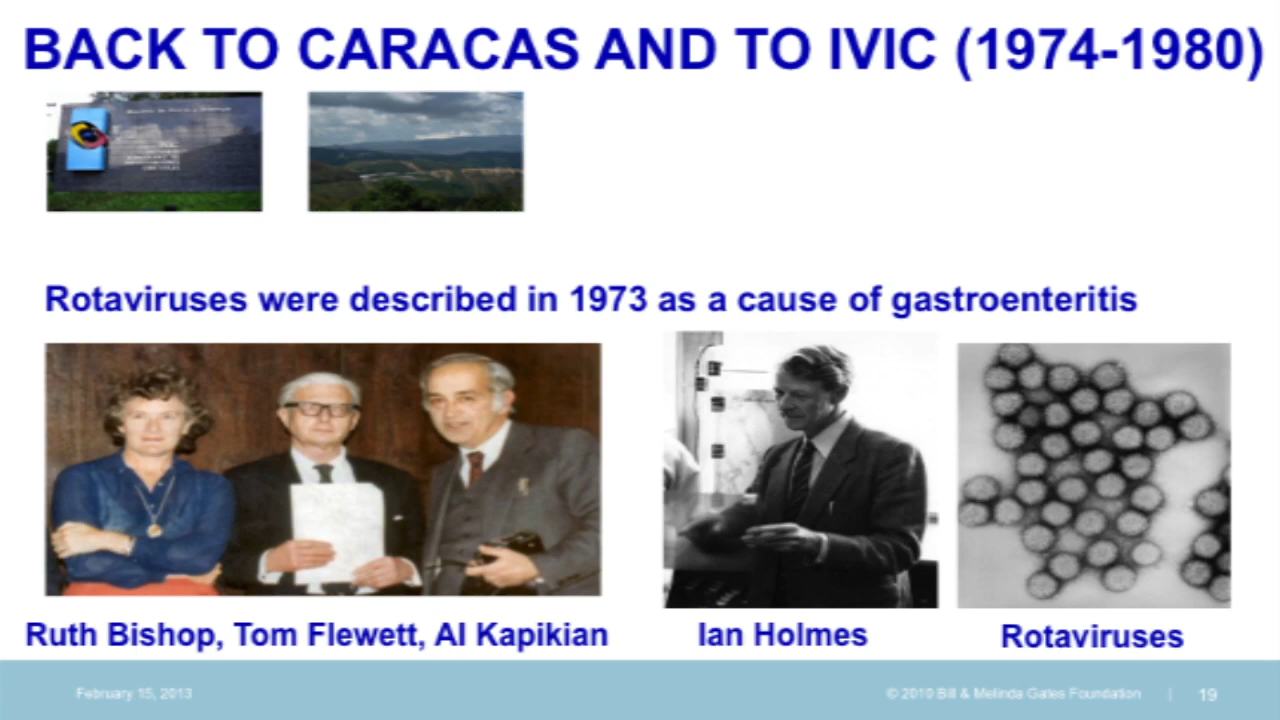 BACK TO CARACAS AND TO IVIC (1974-1980)
Rotaviruses were described in 1973 as a cause of gastroenteritis
Ruth Bishop, Tom Flewett, Al Kapikian
Ian Holmes
Rotaviruses
February 15, 2013
© 2010 Bill & Melinda Gates Foundation | 19